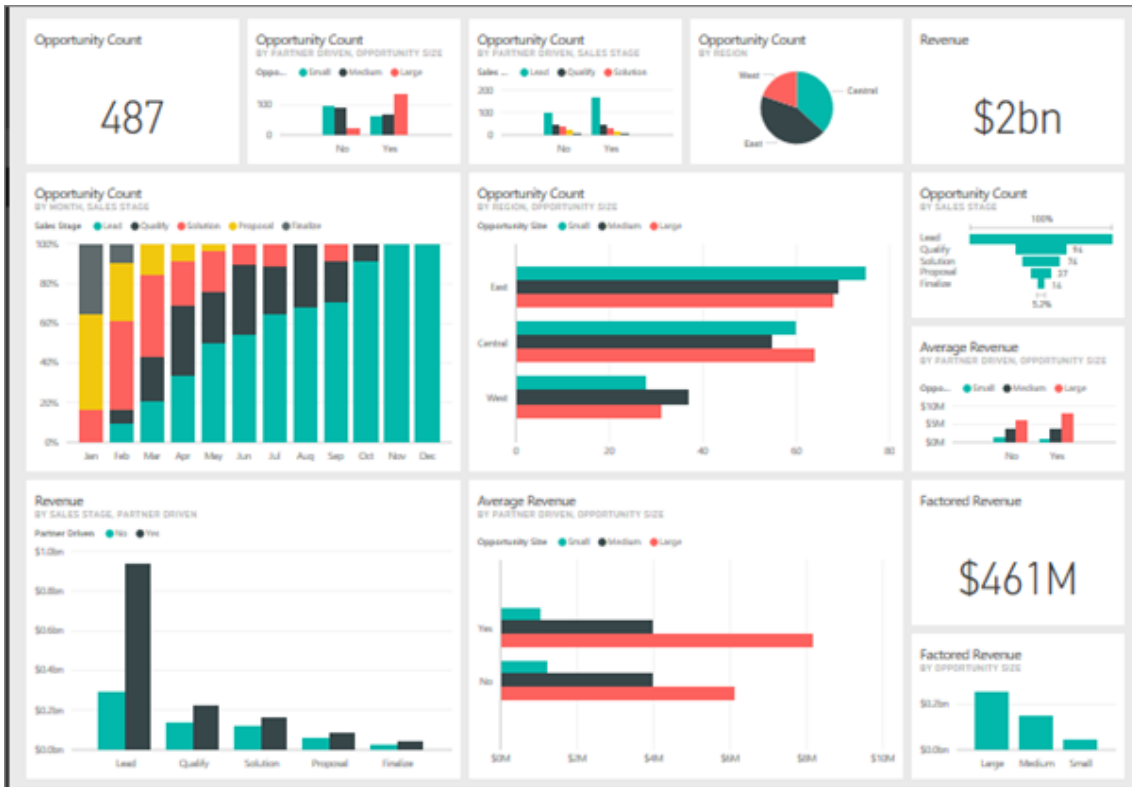 Opportunity Count
487
Opportunity Count
BY PARTNER DRIVEN, OPPORTUNITY SIZE
Oppo... Small Medium Large
100
0
No Yes
Opportunity Count
BY PARTNER DRIVEN, SALES STAGE
Sales ... Lead Qualify Solution
200
100
0
No Yes
Opportunity Count
BY REGION
West
Central
East
Revenue
$2bn
Opportunity Count
BY MONTH, SALES STAGE
Sales Stage Lead Qualify Solution Proposal Finalize
100%
80%
60%
40%
20%
0%
Jan Feb Mar Apr May Jun Jul Aug Sep Oct Nov Dec
Opportunity Count
BY REGION, OPPORTUNITY SIZE
Opportunity Size Small Medium Large
East
Central
West
0 20 40 60 80
Opportunity Count
BY SALES STAGE
100%
Lead
Qualify 94
Solution 74
Proposal 37
Finalize 14
5.2%
Average Revenue
BY PARTNER DRIVEN, OPPORTUNITY SIZE
Oppo... Small Medium Large
$10M
$5M
$0M
No Yes
Revenue
BY SALES STAGE, PARTNER DRIVEN
Partner Driven No Yes
$1.0bn
$0.8bn
$0.6bn
$0.4bn
$0.2bn
$0.0bn
Lead Qualify Solution Proposal Finalize
Average Revenue
BY PARTNER DRIVEN, OPPORTUNITY SIZE
Opportunity Size Small Medium Large
Yes
No
$0M $2M $4M $6M $8M $10M
Factored Revenue
$461M
Factored Revenue
BY OPPORTUNITY SIZE
$0.2bn
$0.0bn
Large Medium Small